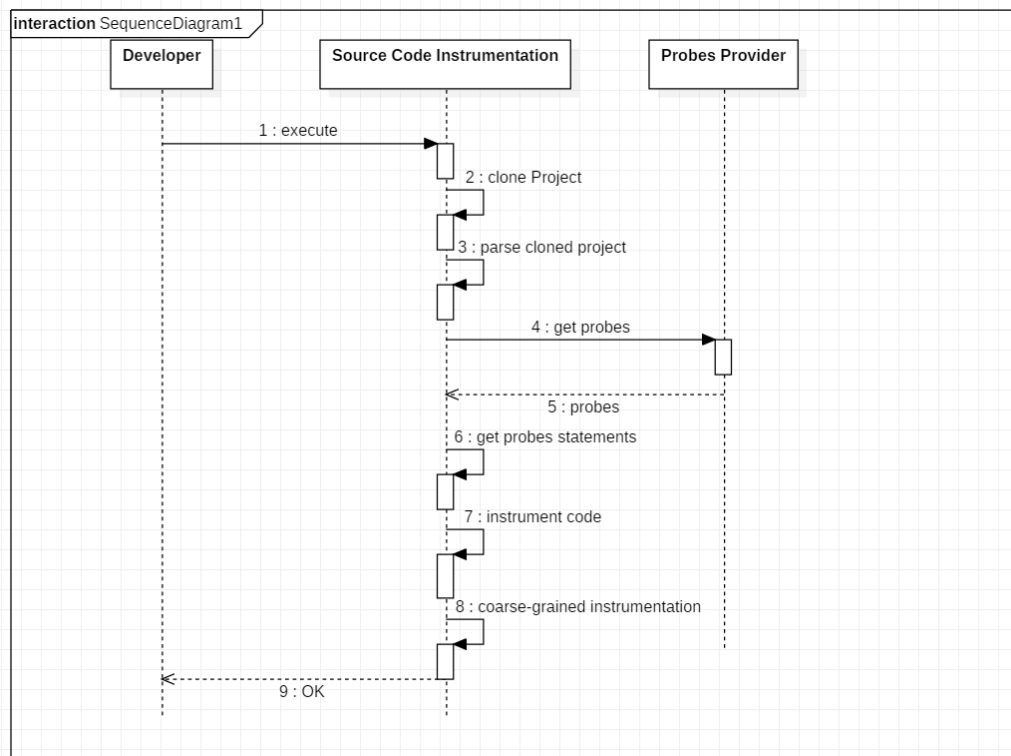 interaction SequenceDiagram1
Developer
Source Code Instrumentation
Probes Provider
1 : execute
2 : clone Project
3 : parse cloned project
4 : get probes
5 : probes
6 : get probes statements
7 : instrument code
8 : coarse-grained instrumentation
9 : OK